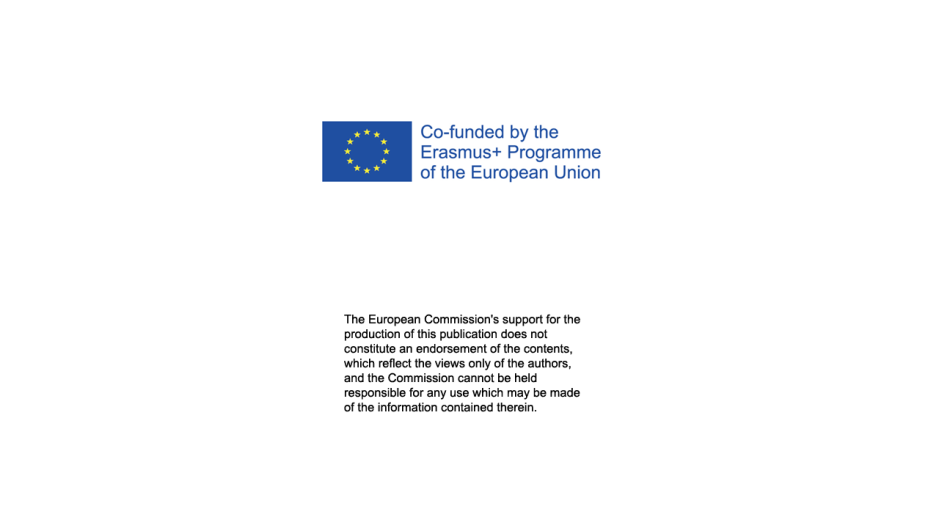 Co-funded by the
Erasmus+ Programme
of the European Union
The European Commission's support for the
production of this publication does not
constitute an endorsement of the contents,
which reflect the views only of the authors,
and the Commission cannot be held
responsible for any use which may be made
of the information contained therein.